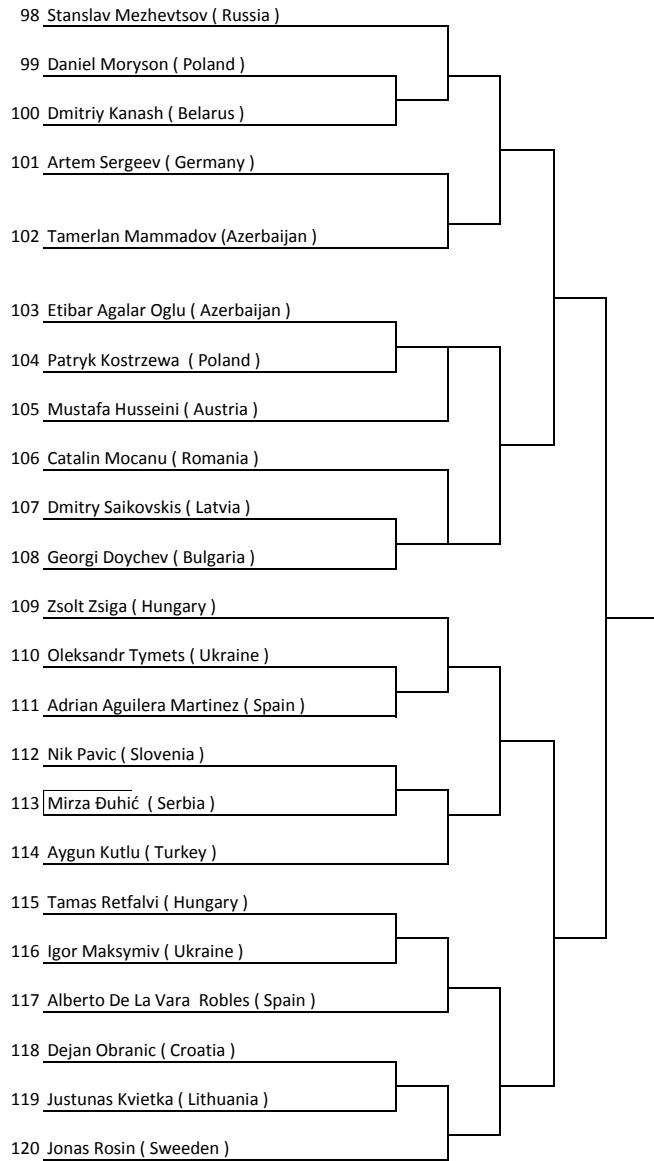 98 Stanslav Mezhevtsov ( Russia )
99 Daniel Moryson ( Poland )
100 Dmitriy Kanash ( Belarus )
101 Artem Sergeev ( Germany )
102 Tamerlan Mammadov (Azerbaijan )
103 Etibar Agalar Oglu ( Azerbaijan )
104 Patryk Kostrzewa ( Poland )
105 Mustafa Husseini ( Austria )
106 Catalin Mocanu ( Romania )
107 Dmitry Saikovskis ( Latvia )
108 Georgi Doychev ( Bulgaria )
109 Zsolt Zsiga ( Hungary )
110 Oleksandr Tymets ( Ukraine )
111 Adrian Aguilera Martinez ( Spain )
112 Nik Pavic ( Slovenia )
113 Mirza Đuhić ( Serbia )
114 Aygun Kutlu ( Turkey )
115 Tamas Retfalvi ( Hungary )
116 Igor Maksymiv ( Ukraine )
117 Alberto De La Vara Robles ( Spain )
118 Dejan Obranic ( Croatia )
119 Justunas Kvietka ( Lithuania )
120 Jonas Rosin ( Sweeden )